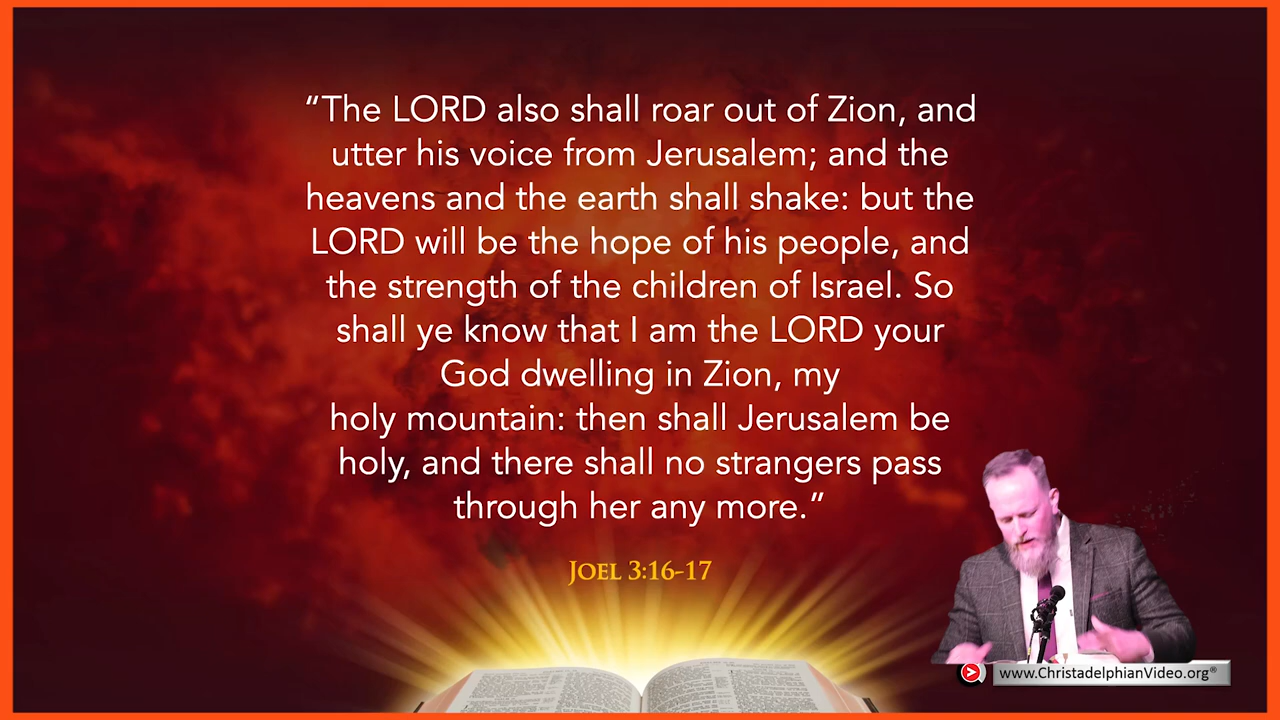 “The LORD also shall roar out of Zion, and
utter his voice from Jerusalem; and the
heavens and the earth shall shake: but the
LORD will be the hope of his people, and
the strength of the children of Israel. So
shall ye know that I am the LORD your
God dwelling in Zion, my
holy mountain: then shall Jerusalem be
holy, and there shall no strangers pass
through her any more.”
JOEL 3:16-17
www.ChristadelphianVideo.org®